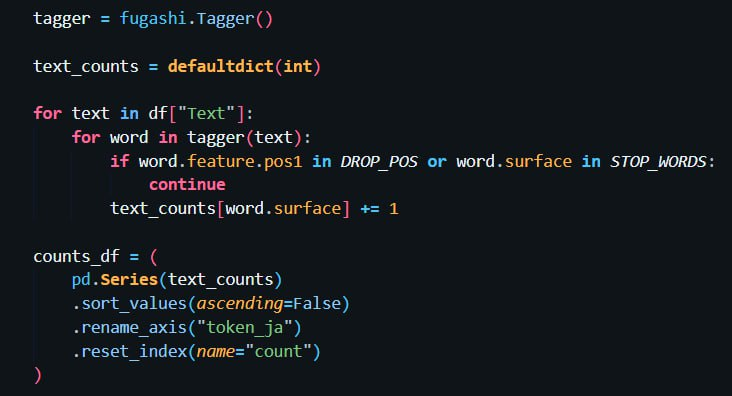 tagger = fugashi.Tagger()

text_counts = defaultdict(int)

for text in df["Text"]:
    for word in tagger(text):
        if word.feature.pos1 in DROP_POS or word.surface in STOP_WORDS:
            continue
        text_counts[word.surface] += 1

counts_df = (
    pd.Series(text_counts)
    .sort_values(ascending=False)
    .rename_axis("token_ja")
    .reset_index(name="count")
)